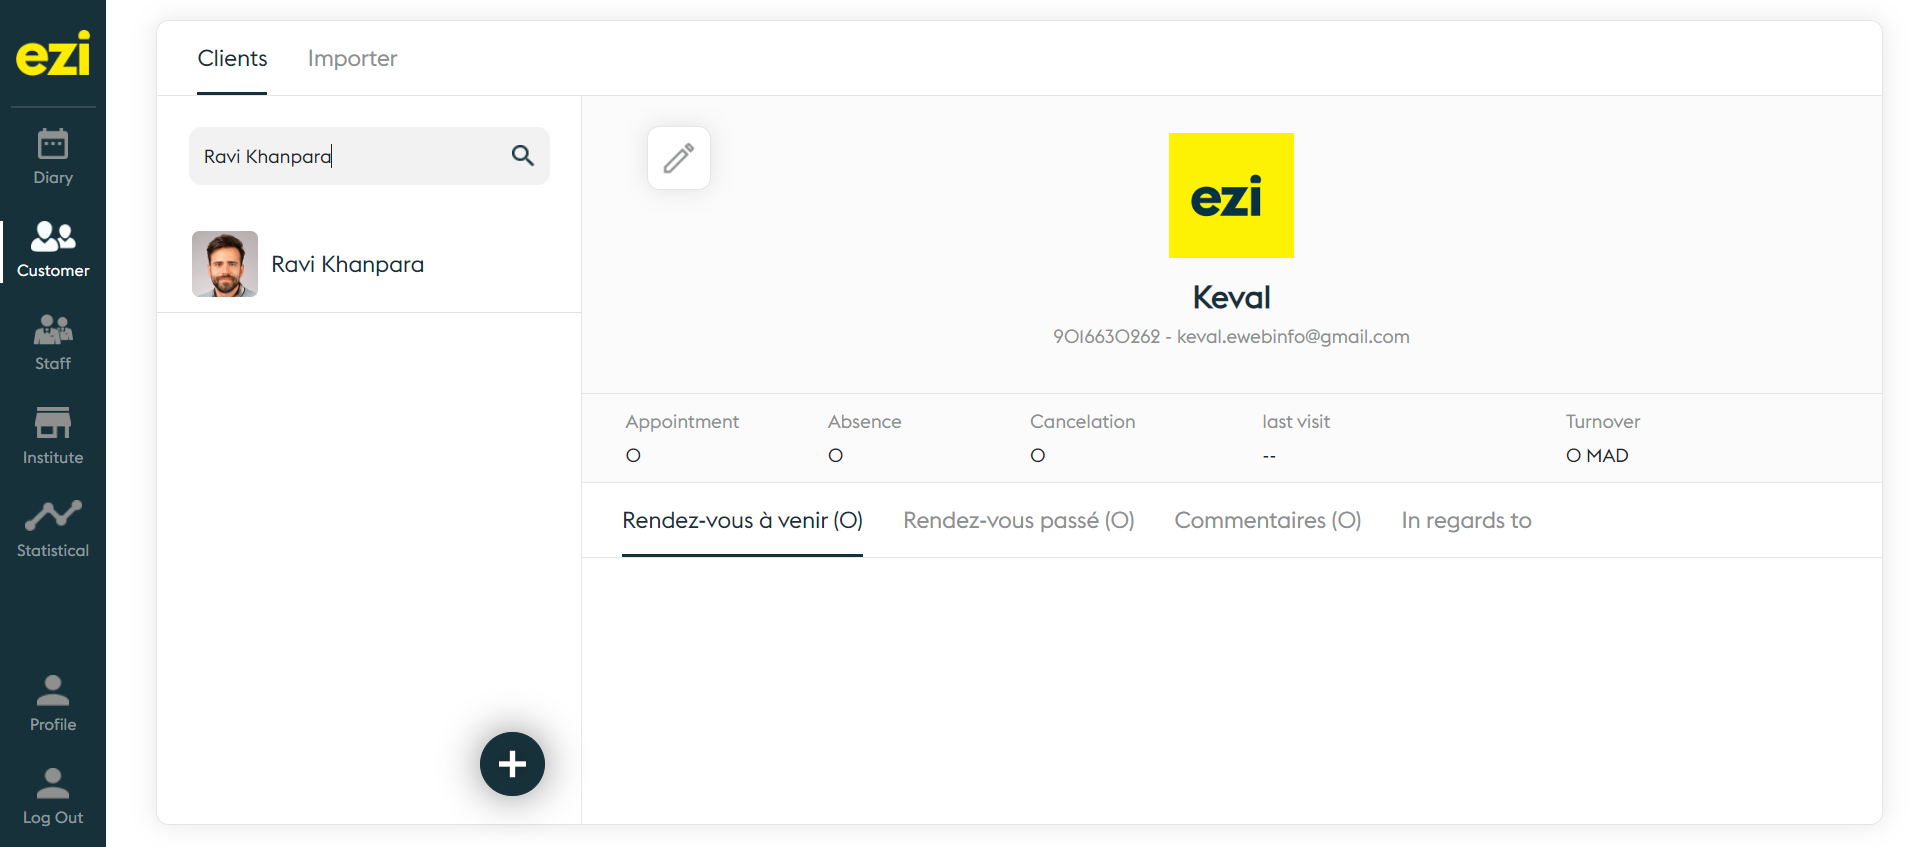 ezi
Diary
Customer
Staff
Institute
Statistical
Profile
Log Out
Clients
Importer
Ravi Khanpara
Ravi Khanpara
ezi
Keval
9016630262 - keval.ewebinfo@gmail.com
Appointment
0
Absence
0
Cancelation
0
last visit
--
Turnover
0 MAD
Rendez-vous à venir (0)
Rendez-vous passé (0)
Commentaires (0)
In regards to